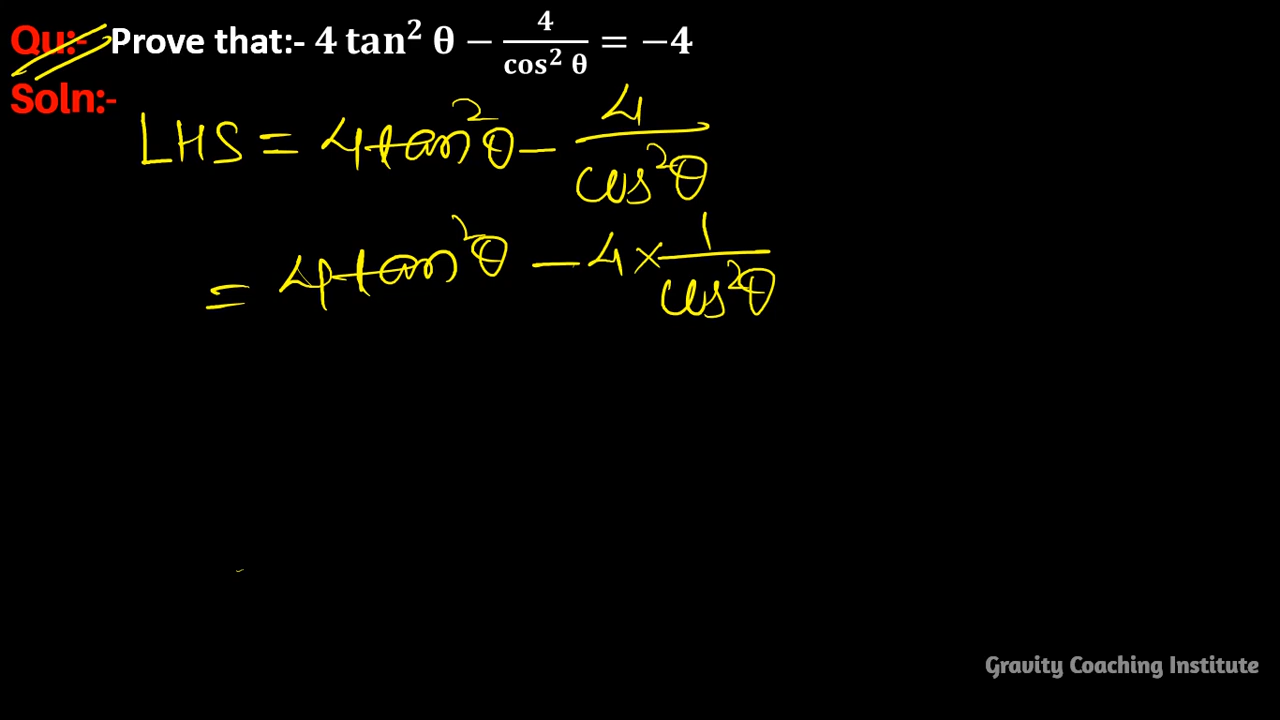 Qu:- Prove that:- 4 tan² θ − 4/cos² θ = −4
Soln:-
LHS = 4tan²θ − 4/cos²θ
= 4tan²θ − 4 × 1/cos²θ
Gravity Coaching Institute